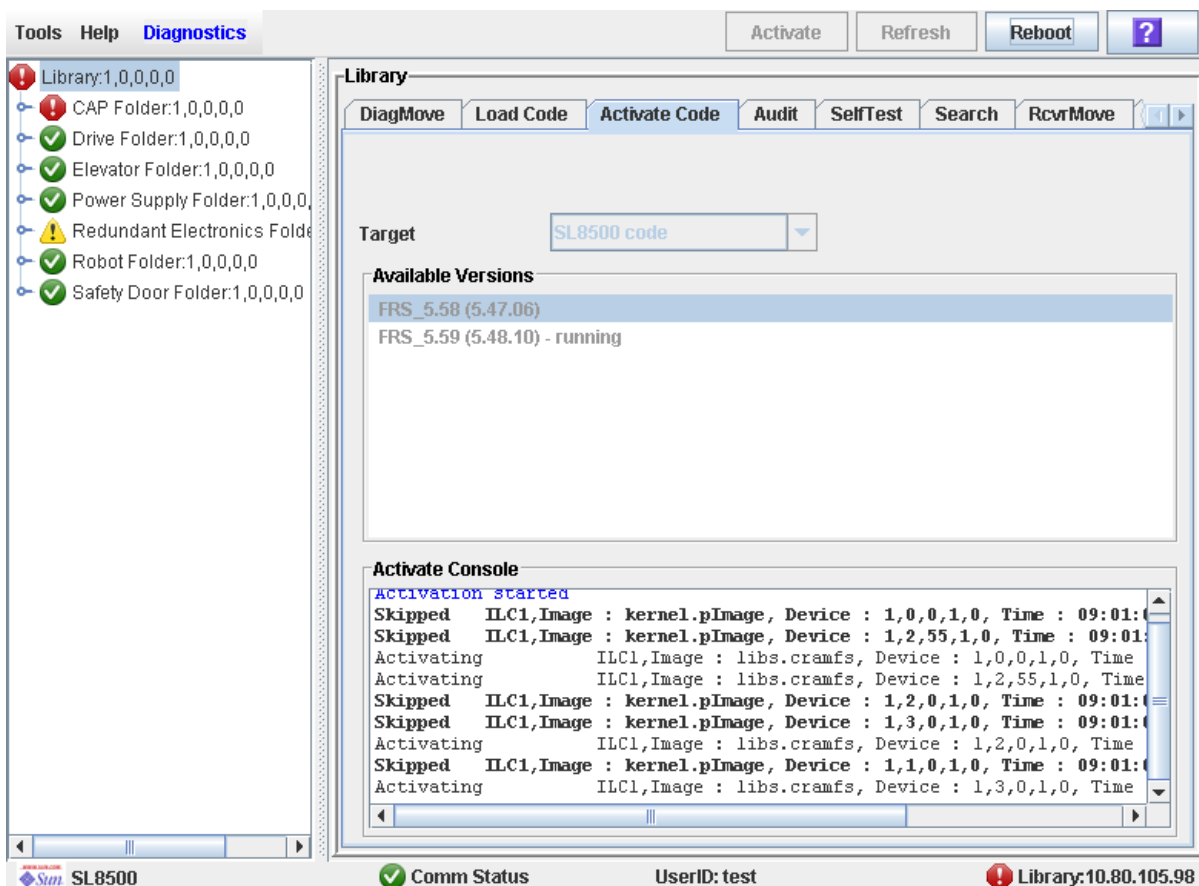 Tools Help Diagnostics
Activate Refresh Reboot ?
Library:1,0,0,0,0
CAP Folder:1,0,0,0,0
Drive Folder:1,0,0,0,0
Elevator Folder:1,0,0,0,0
Power Supply Folder:1,0,0,0,
Redundant Electronics Folde
Robot Folder:1,0,0,0,0
Safety Door Folder:1,0,0,0,0
Library
DiagMove Load Code Activate Code Audit SelfTest Search RcvrMove
Target SL8500 code
Available Versions
FRS_5.58 (5.47.06)
FRS_5.59 (5.48.10) - running
Activate Console
Activation started
Skipped ILC1,Image : kernel.pImage, Device : 1,0,0,1,0, Time : 09:01:0
Skipped ILC1,Image : kernel.pImage, Device : 1,2,55,1,0, Time : 09:01:
Activating ILC1,Image : libs.cramfs, Device : 1,0,0,1,0, Time
Activating ILC1,Image : libs.cramfs, Device : 1,2,55,1,0, Time
Skipped ILC1,Image : kernel.pImage, Device : 1,2,0,1,0, Time : 09:01:0
Skipped ILC1,Image : kernel.pImage, Device : 1,3,0,1,0, Time : 09:01:0
Activating ILC1,Image : libs.cramfs, Device : 1,2,0,1,0, Time
Skipped ILC1,Image : kernel.pImage, Device : 1,1,0,1,0, Time : 09:01:0
Activating ILC1,Image : libs.cramfs, Device : 1,3,0,1,0, Time
Sun SL8500 Comm Status UserID: test Library:10.80.105.98